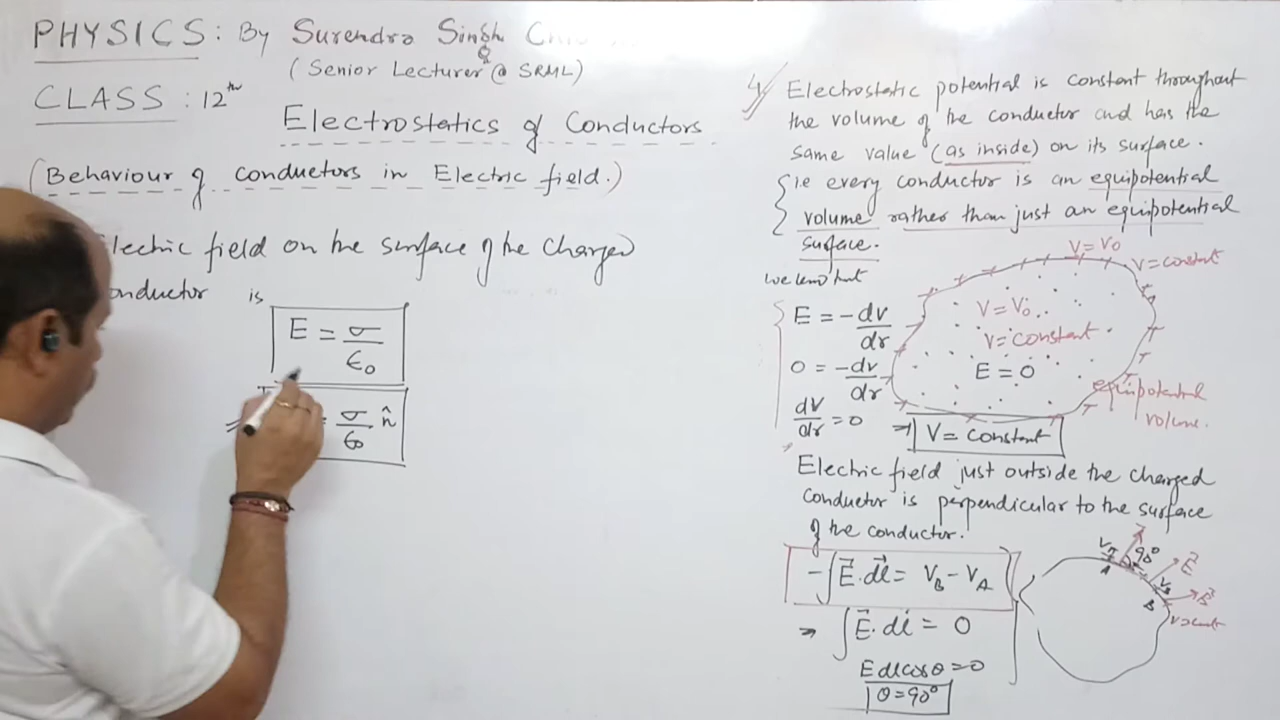 PHYSICS: By Surendra Singh
(Senior Lecturer @ SRML)
CLASS : 12th
Electrostatics of Conductors
(Behaviour of conductors in Electric field.)
Electric field on the surface of the charged
conductor is
E = σ/ϵ₀
= σ/ϵ₀ n̂
4
Electrostatic potential is constant throughout
the volume of the conductor and has the
same value (as inside) on its surface.
{i.e every conductor is an equipotential
volume rather than just an equipotential
surface.
we know that
E = -dv/dr
0 = -dv/dr
dV/dr = 0
⇒ V = constant
V = V₀
V = constant
V = V₀
V = constant
E = 0
equipotential
volume.
Electric field just outside the charged
conductor is perpendicular to the surface
of the conductor.
-∫E⃗.dl⃗ = V_B - V_A
⇒ ∫E⃗.dl⃗ = 0
Edlcosθ = 0
θ = 90°
90°
A
E⃗
B
E⃗